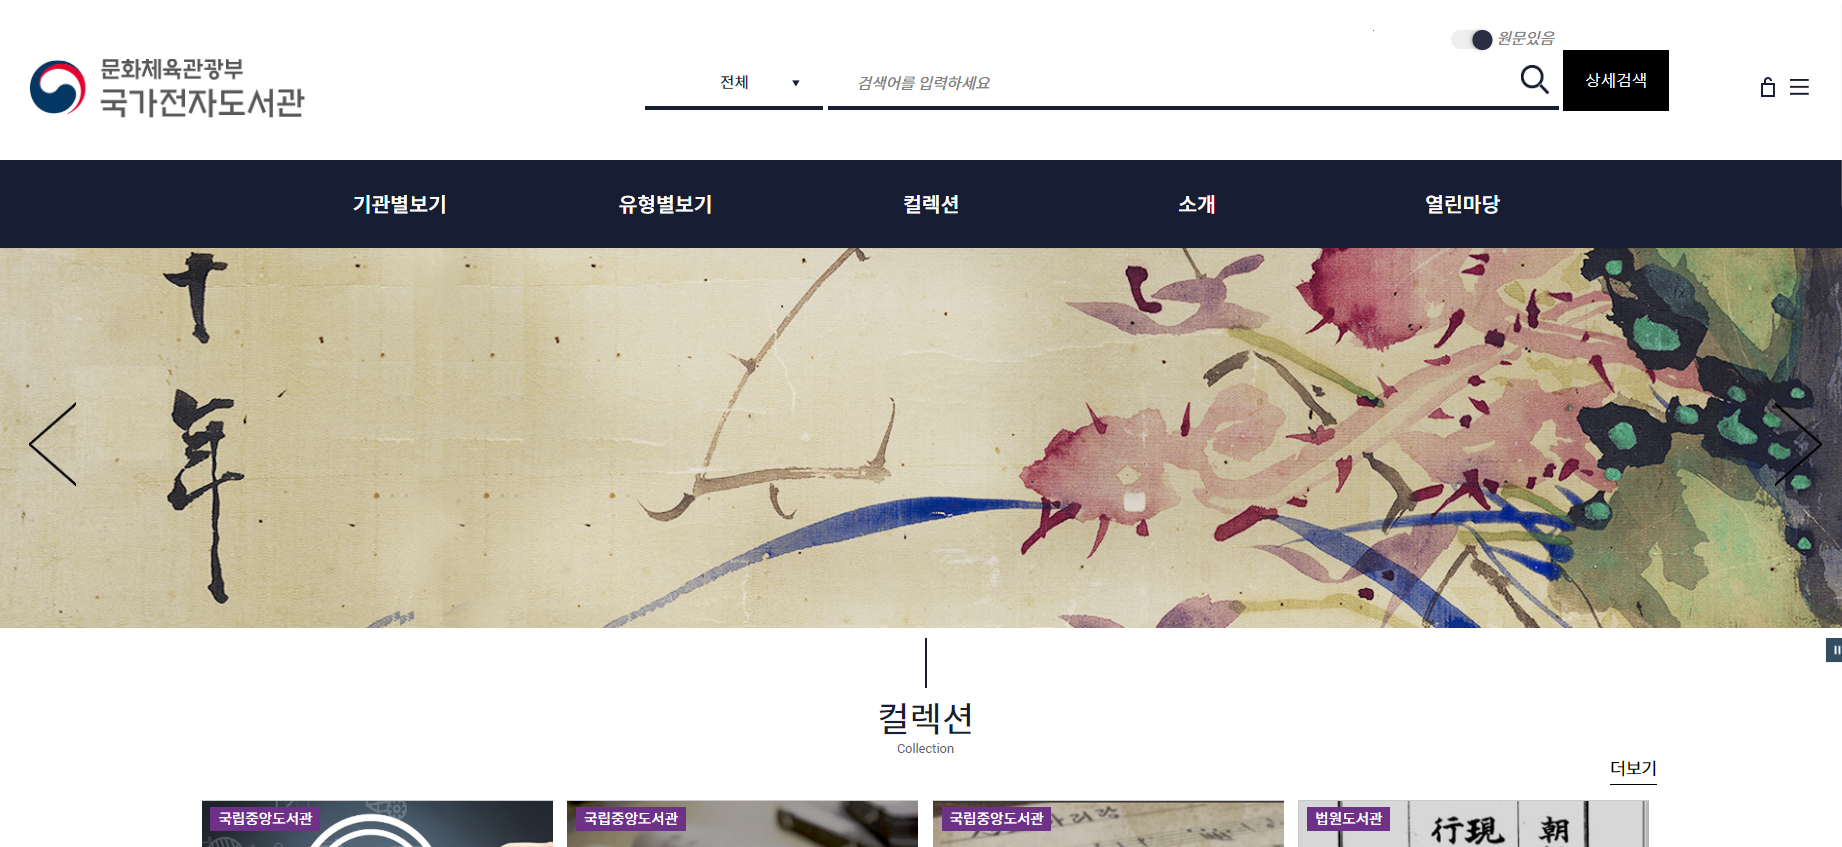 원문있음
문화체육관광부
국가전자도서관
전체
검색어를 입력하세요
상세검색
기관별보기
유형별보기
컬렉션
소개
열린마당
十
年
컬렉션
Collection
더보기
국립중앙도서관
국립중앙도서관
국립중앙도서관
법원도서관
行現
朝